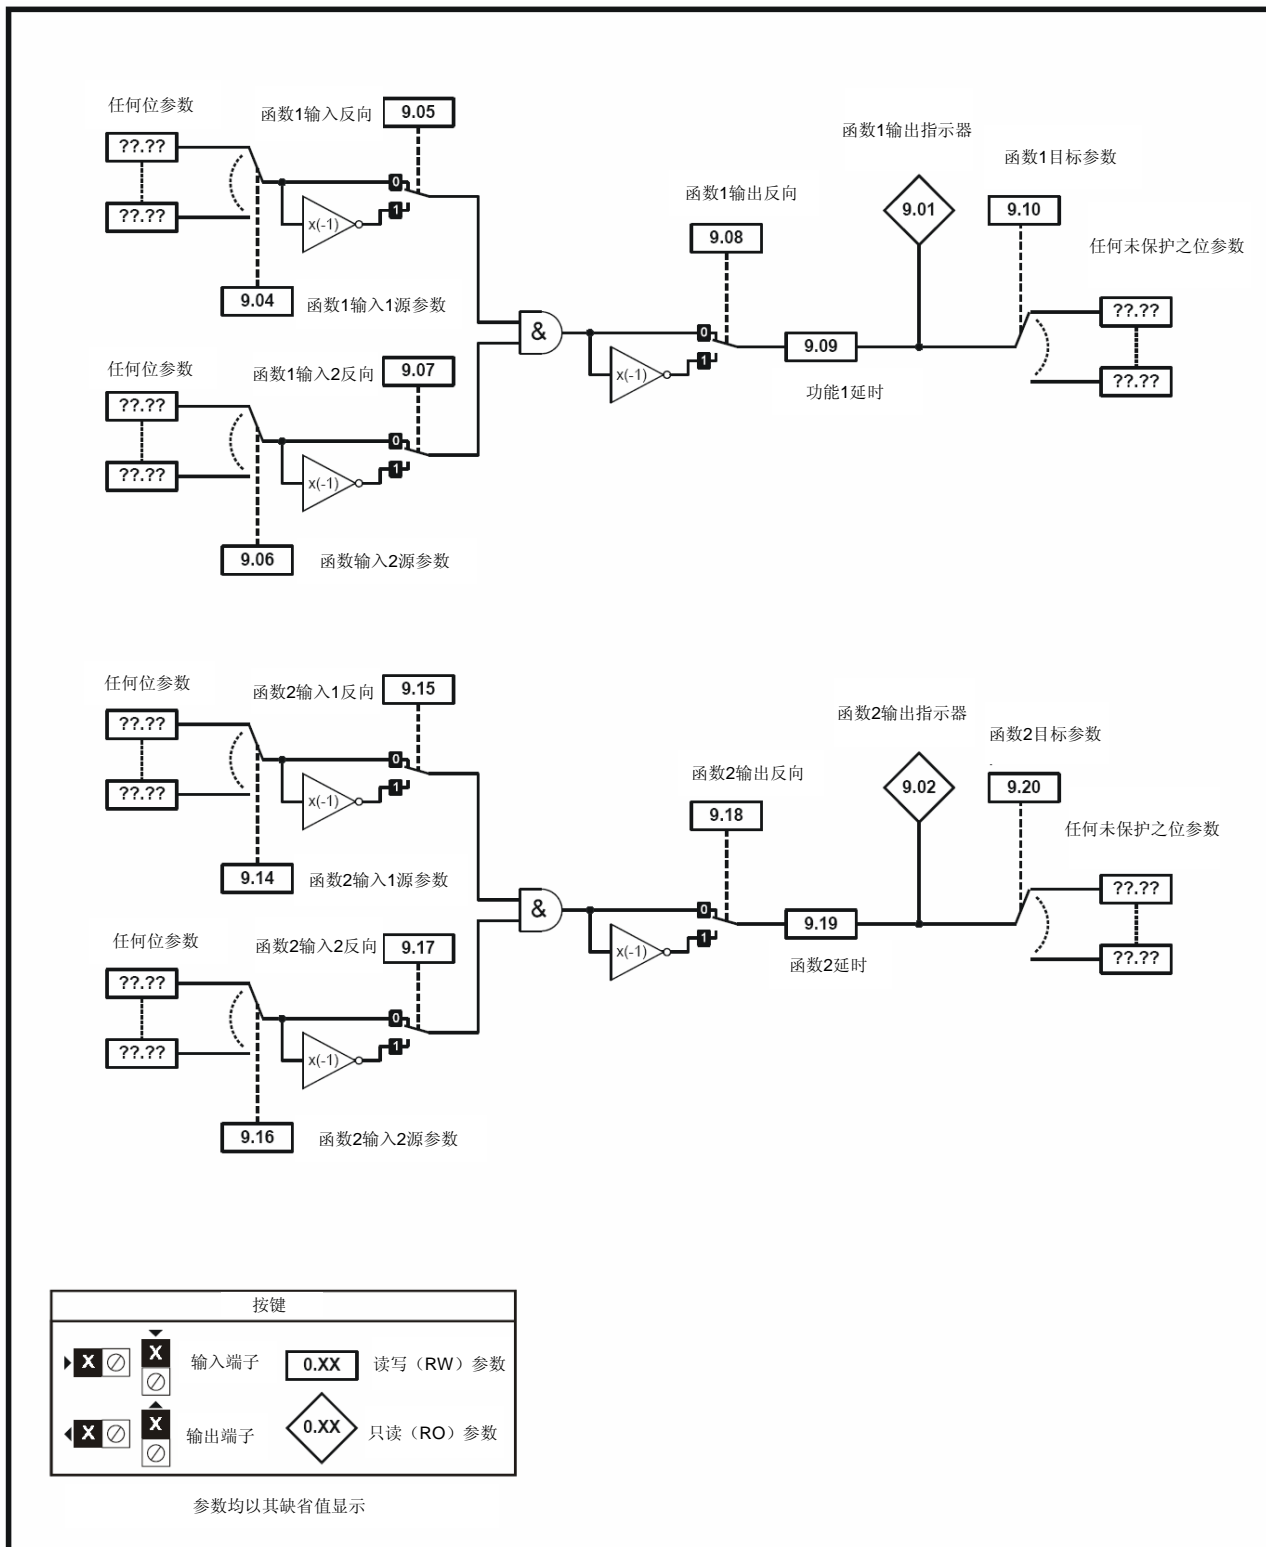 任何位参数
函数1输入反向
9.05
??.??
0
1
x(-1)
??.??
9.04
函数1输入1源参数
任何位参数
函数1输入2反向
9.07
??.??
0
1
x(-1)
??.??
9.06
函数输入2源参数
&
函数1输出反向
9.08
0
1
x(-1)
9.09
功能1延时
函数1输出指示器
9.01
函数1目标参数
9.10
任何未保护之位参数
??.??
??.??
任何位参数
函数2输入1反向
9.15
??.??
0
1
x(-1)
??.??
9.14
函数2输入1源参数
任何位参数
函数2输入2反向
9.17
??.??
0
1
x(-1)
??.??
9.16
函数2输入2源参数
&
函数2输出反向
9.18
0
1
x(-1)
9.19
函数2延时
函数2输出指示器
9.02
函数2目标参数
9.20
任何未保护之位参数
??.??
??.??
按键
X
X
输入端子
0.XX
读写（RW）参数
X
X
输出端子
0.XX
只读（RO）参数
参数均以其缺省值显示